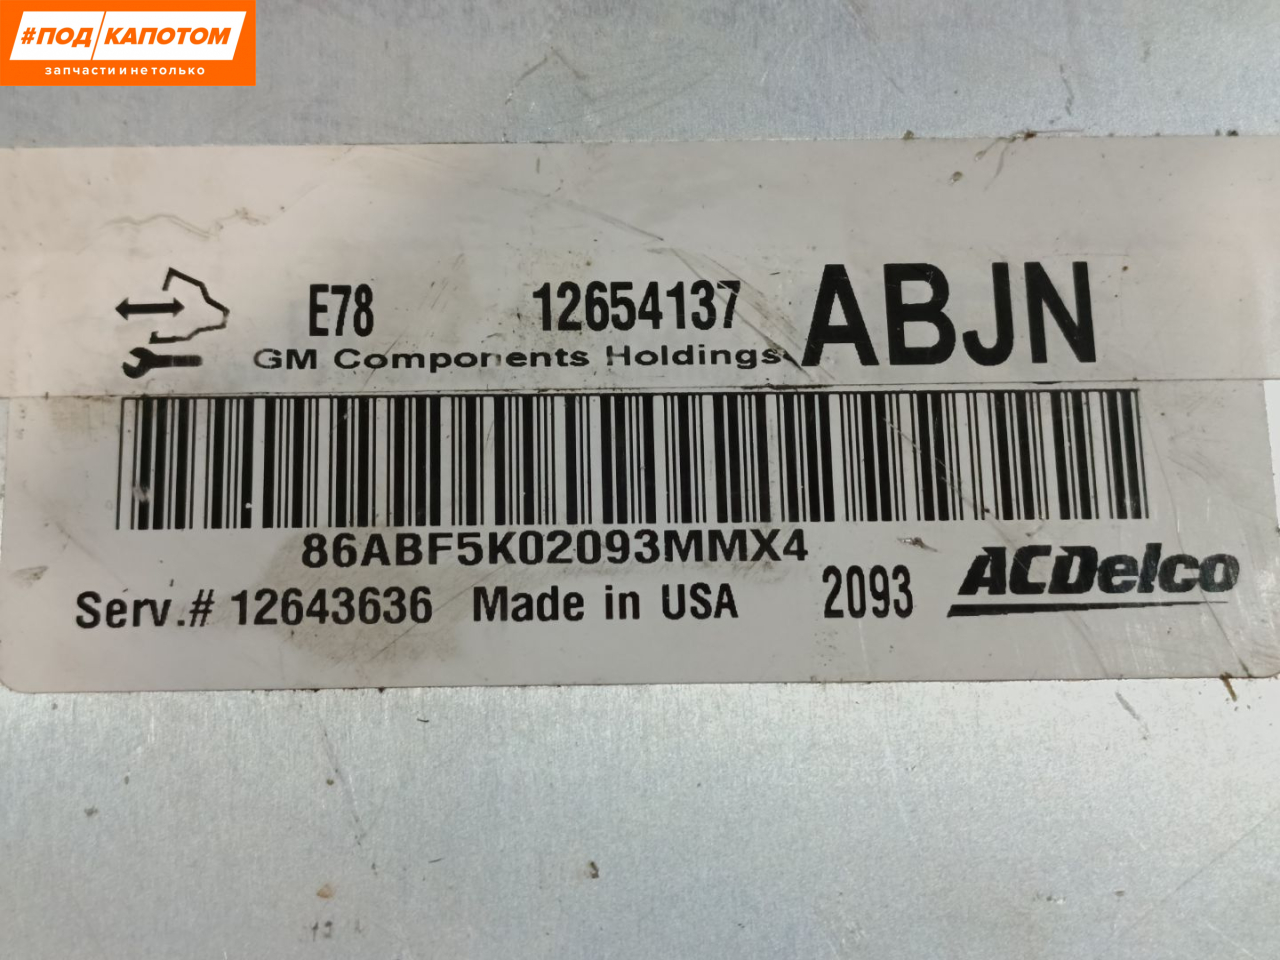 #ПОД КАПОТОМ
запчасти и не только
E78 12654137 ABJN
GM Components Holdings
86ABF5K02093MMX4
Serv.# 12643636 Made in USA 2093 ACDelco